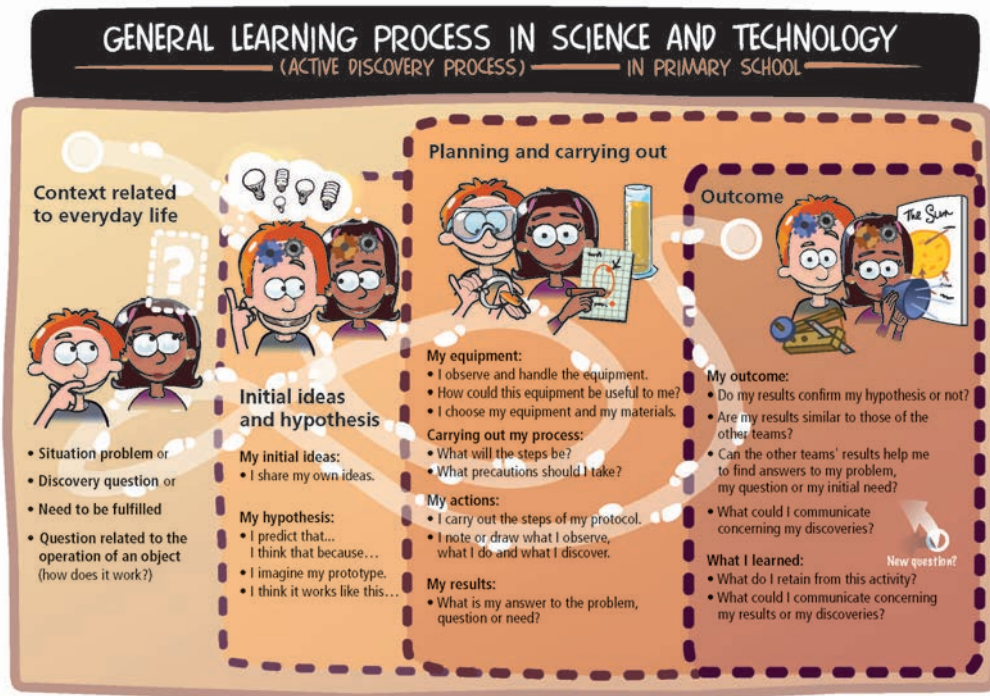 GENERAL LEARNING PROCESS IN SCIENCE AND TECHNOLOGY
(ACTIVE DISCOVERY PROCESS) IN PRIMARY SCHOOL
Context related
to everyday life
?
• Situation problem or
• Discovery question or
• Need to be fulfilled
• Question related to the
operation of an object
(how does it work?)
Initial ideas
and hypothesis
My initial ideas:
• I share my own ideas.
My hypothesis:
• I predict that...
I think that because…
• I imagine my prototype.
• I think it works like this…
Planning and carrying out
My equipment:
• I observe and handle the equipment.
• How could this equipment be useful to me?
• I choose my equipment and my materials.
Carrying out my process:
• What will the steps be?
• What precautions should I take?
My actions:
• I carry out the steps of my protocol.
• I note or draw what I observe,
what I do and what I discover.
My results:
• What is my answer to the problem,
question or need?
Outcome
The Sun
My outcome:
• Do my results confirm my hypothesis or not?
• Are my results similar to those of the
other teams?
• Can the other teams' results help me
to find answers to my problem,
my question or my initial need?
• What could I communicate
concerning my discoveries?
New question?
What I learned:
• What do I retain from this activity?
• What could I communicate concerning
my results or my discoveries?